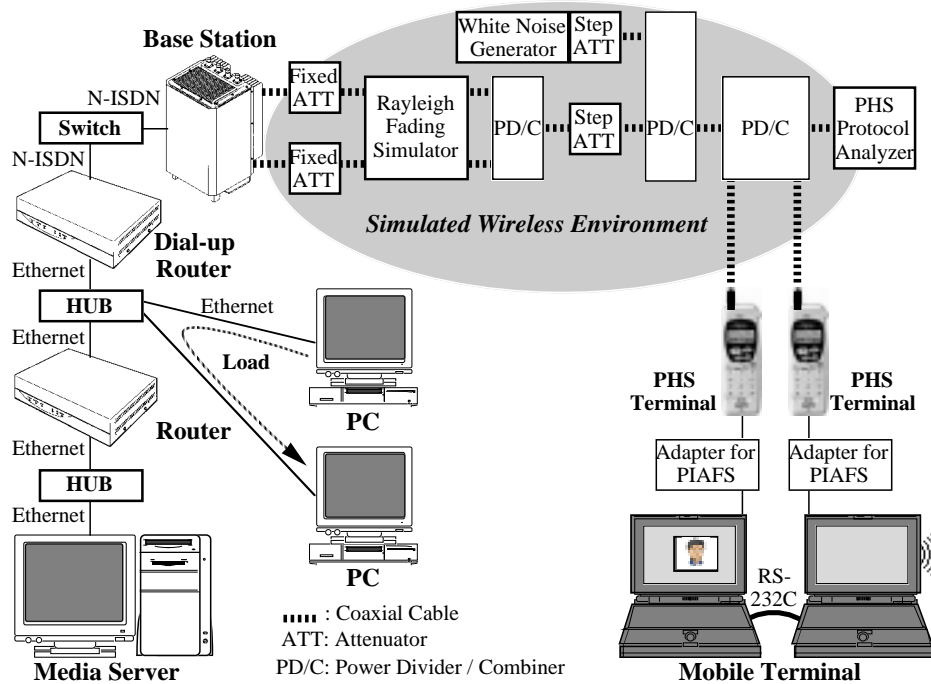 Base Station
White Noise
Generator
Step
ATT
Fixed
ATT
N-ISDN
Switch
N-ISDN
Rayleigh
Fading
Simulator
PD/C
Step
ATT
PD/C
PD/C
PHS
Protocol
Analyzer
Fixed
ATT
Simulated Wireless Environment
Dial-up
Router
Ethernet
HUB
Ethernet
Ethernet
Load
PC
Router
Ethernet
HUB
Ethernet
PC
PHS
Terminal
PHS
Terminal
Adapter for
PIAFS
Adapter for
PIAFS
RS-
232C
: Coaxial Cable
ATT: Attenuator
PD/C: Power Divider / Combiner
Media Server
Mobile Terminal